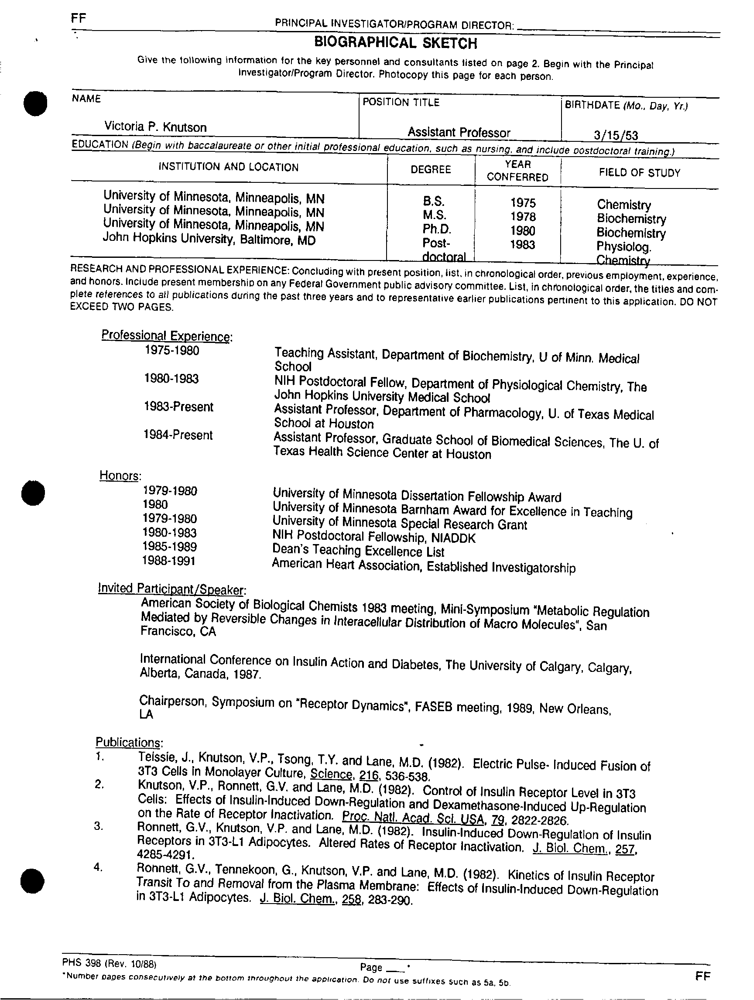 FF
PRINCIPAL INVESTIGATOR/PROGRAM DIRECTOR:
BIOGRAPHICAL SKETCH
Give the following information for the key personnel and consultants listed on page 2. Begin with the Principal
Investigator/Program Director. Photocopy this page for each person.
NAME POSITION TITLE BIRTHDATE (Mo., Day, Yr.)
Victoria P. Knutson Assistant Professor 3/15/53
EDUCATION (Begin with baccalaureate or other initial professional education, such as nursing, and include postdoctoral training.)
INSTITUTION AND LOCATION DEGREE YEAR CONFERRED FIELD OF STUDY
University of Minnesota, Minneapolis, MN B.S. 1975 Chemistry
University of Minnesota, Minneapolis, MN M.S. 1978 Biochemistry
University of Minnesota, Minneapolis, MN Ph.D. 1980 Biochemistry
John Hopkins University, Baltimore, MD Post- 1983 Physiolog.
doctoral Chemistry
RESEARCH AND PROFESSIONAL EXPERIENCE: Concluding with present position, list, in chronological order, previous employment, experience,
and honors. Include present membership on any Federal Government public advisory committee. List, in chronological order, the titles and com-
plete references to all publications during the past three years and to representative earlier publications pertinent to this application. DO NOT
EXCEED TWO PAGES.
Professional Experience:
1975-1980 Teaching Assistant, Department of Biochemistry, U of Minn. Medical
School
1980-1983 NIH Postdoctoral Fellow, Department of Physiological Chemistry, The
John Hopkins University Medical School
1983-Present Assistant Professor, Department of Pharmacology, U. of Texas Medical
School at Houston
1984-Present Assistant Professor, Graduate School of Biomedical Sciences, The U. of
Texas Health Science Center at Houston
Honors:
1979-1980 University of Minnesota Dissertation Fellowship Award
1980 University of Minnesota Barnham Award for Excellence in Teaching
1979-1980 University of Minnesota Special Research Grant
1980-1983 NIH Postdoctoral Fellowship, NIADDK
1985-1989 Dean's Teaching Excellence List
1988-1991 American Heart Association, Established Investigatorship
Invited Participant/Speaker:
American Society of Biological Chemists 1983 meeting, Mini-Symposium "Metabolic Regulation
Mediated by Reversible Changes in Interacellular Distribution of Macro Molecules", San
Francisco, CA
International Conference on Insulin Action and Diabetes, The University of Calgary, Calgary,
Alberta, Canada, 1987.
Chairperson, Symposium on "Receptor Dynamics", FASEB meeting, 1989, New Orleans,
LA
Publications:
1. Teissie, J., Knutson, V.P., Tsong, T.Y. and Lane, M.D. (1982). Electric Pulse- Induced Fusion of
3T3 Cells in Monolayer Culture, Science, 216, 536-538.
2. Knutson, V.P., Ronnett, G.V. and Lane, M.D. (1982). Control of Insulin Receptor Level in 3T3
Cells: Effects of Insulin-Induced Down-Regulation and Dexamethasone-Induced Up-Regulation
on the Rate of Receptor Inactivation. Proc. Natl. Acad. Sci. USA, 79, 2822-2826.
3. Ronnett, G.V., Knutson, V.P. and Lane, M.D. (1982). Insulin-Induced Down-Regulation of Insulin
Receptors in 3T3-L1 Adipocytes. Altered Rates of Receptor Inactivation. J. Biol. Chem., 257,
4285-4291.
4. Ronnett, G.V., Tennekoon, G., Knutson, V.P. and Lane, M.D. (1982). Kinetics of Insulin Receptor
Transit To and Removal from the Plasma Membrane: Effects of Insulin-Induced Down-Regulation
in 3T3-L1 Adipocytes. J. Biol. Chem., 258, 283-290.
PHS 398 (Rev. 10/88) Page ___*
*Number pages consecutively at the bottom throughout the application. Do not use suffixes such as 5a, 5b. FF